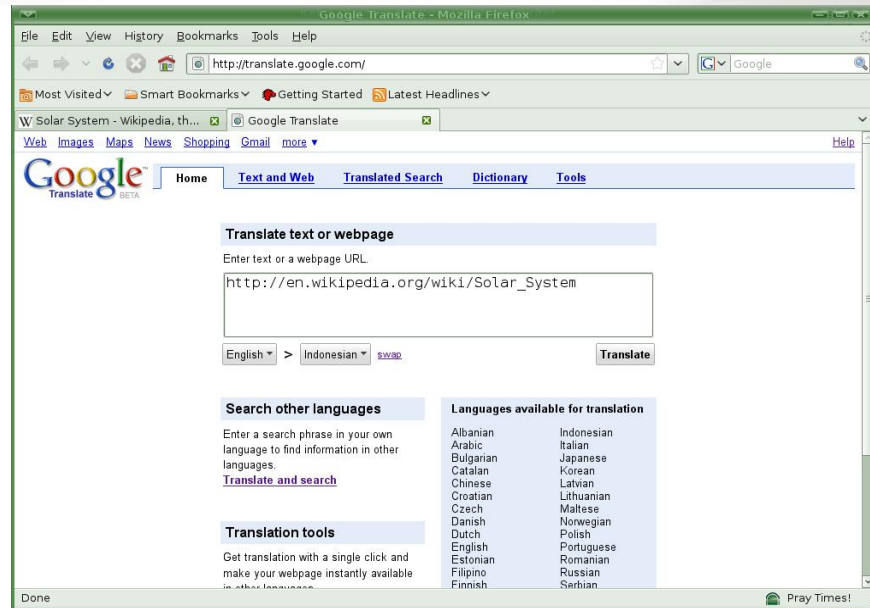 Google Translate - Mozilla Firefox
File Edit View History Bookmarks Tools Help
http://translate.google.com/
Google
Most Visited Smart Bookmarks Getting Started Latest Headlines
W Solar System - Wikipedia, th... Google Translate
Web Images Maps News Shopping Gmail more ▼ Help
Google™
Translate BETA
Home Text and Web Translated Search Dictionary Tools
Translate text or webpage
Enter text or a webpage URL.
http://en.wikipedia.org/wiki/Solar_System
English > Indonesian swap Translate
Search other languages
Enter a search phrase in your own
language to find information in other
languages.
Translate and search
Translation tools
Get translation with a single click and
make your webpage instantly available
in other languages.
Languages available for translation
Albanian
Arabic
Bulgarian
Catalan
Chinese
Croatian
Czech
Danish
Dutch
English
Estonian
Filipino
Finnish
Indonesian
Italian
Japanese
Korean
Latvian
Lithuanian
Maltese
Norwegian
Polish
Portuguese
Romanian
Russian
Serbian
Done Pray Times!